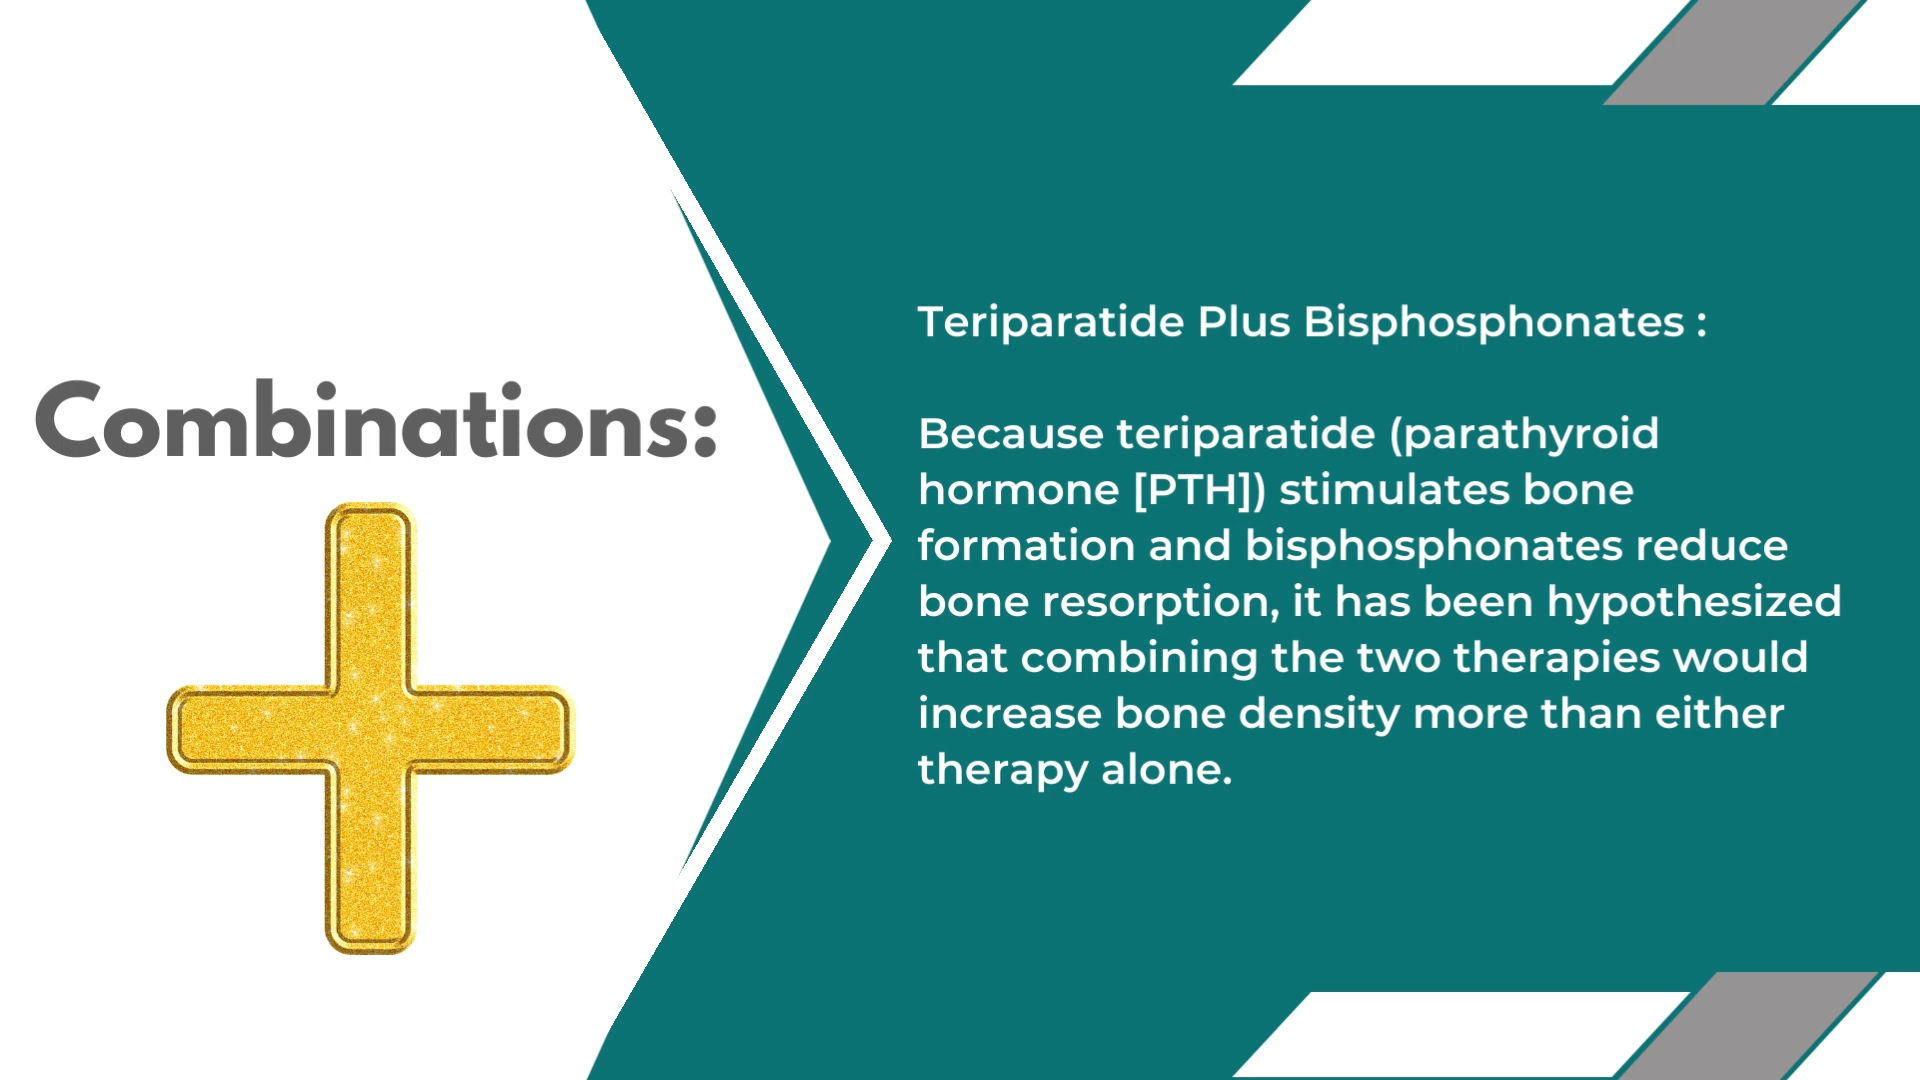 Combinations:
Teriparatide Plus Bisphosphonates :
Because teriparatide (parathyroid
hormone [PTH]) stimulates bone
formation and bisphosphonates reduce
bone resorption, it has been hypothesized
that combining the two therapies would
increase bone density more than either
therapy alone.